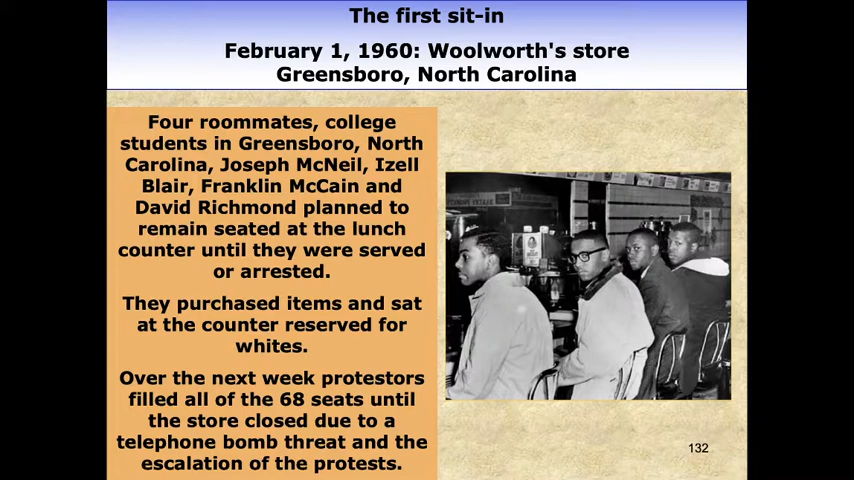 The first sit-in
February 1, 1960: Woolworth's store
Greensboro, North Carolina
Four roommates, college
students in Greensboro, North
Carolina, Joseph McNeil, Izell
Blair, Franklin McCain and
David Richmond planned to
remain seated at the lunch
counter until they were served
or arrested.
They purchased items and sat
at the counter reserved for
whites.
Over the next week protestors
filled all of the 68 seats until
the store closed due to a
telephone bomb threat and the
escalation of the protests.
132